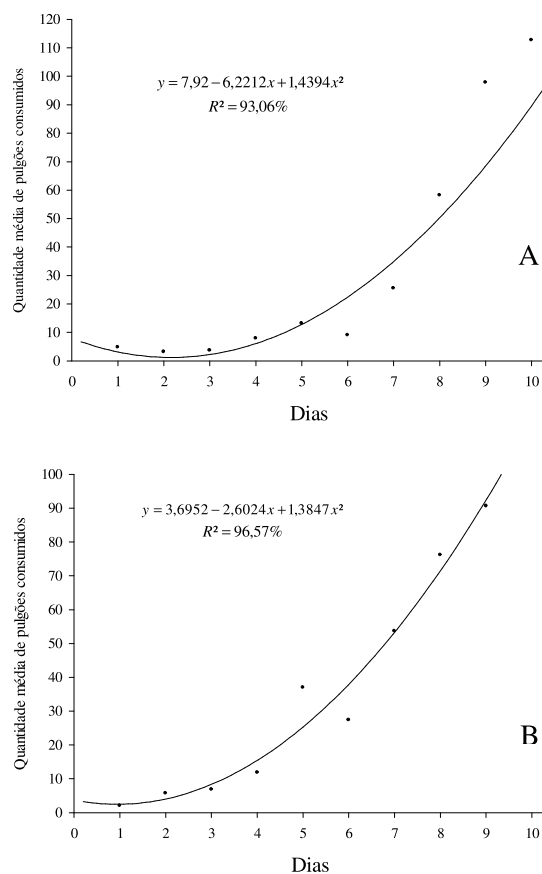 120
110
100
90
80
70
60
50
40
30
20
10
0
Quantidade média de pulgões consumidos
y = 7,92 − 6,2212x + 1,4394x²
R² = 93,06%
A
0 1 2 3 4 5 6 7 8 9 10
Dias
100
90
80
70
60
50
40
30
20
10
0
Quantidade média de pulgões consumidos
y = 3,6952 − 2,6024x + 1,3847x²
R² = 96,57%
B
0 1 2 3 4 5 6 7 8 9 10
Dias